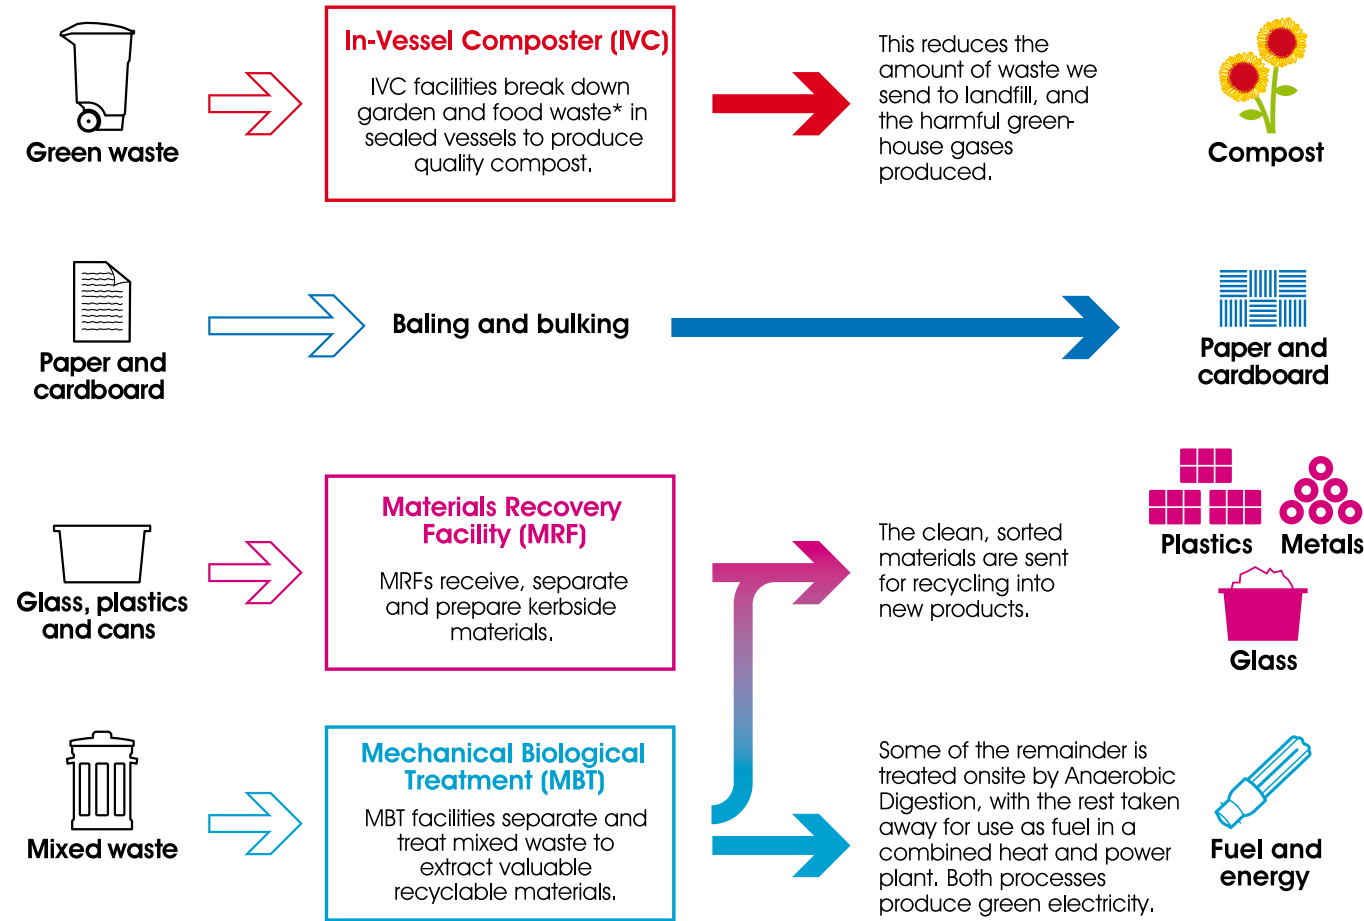 Green waste
In-Vessel Composter (IVC)
IVC facilities break down
garden and food waste* in
sealed vessels to produce
quality compost.
This reduces the
amount of waste we
send to landfill, and
the harmful green-
house gases
produced.
Compost
Paper and
cardboard
Baling and bulking
Paper and
cardboard
Glass, plastics
and cans
Materials Recovery
Facility (MRF)
MRFs receive, separate
and prepare kerbside
materials.
The clean, sorted
materials are sent
for recycling into
new products.
Plastics
Metals
Glass
Mixed waste
Mechanical Biological
Treatment (MBT)
MBT facilities separate and
treat mixed waste to
extract valuable
recyclable materials.
Some of the remainder is
treated onsite by Anaerobic
Digestion, with the rest taken
away for use as fuel in a
combined heat and power
plant. Both processes
produce green electricity.
Fuel and
energy